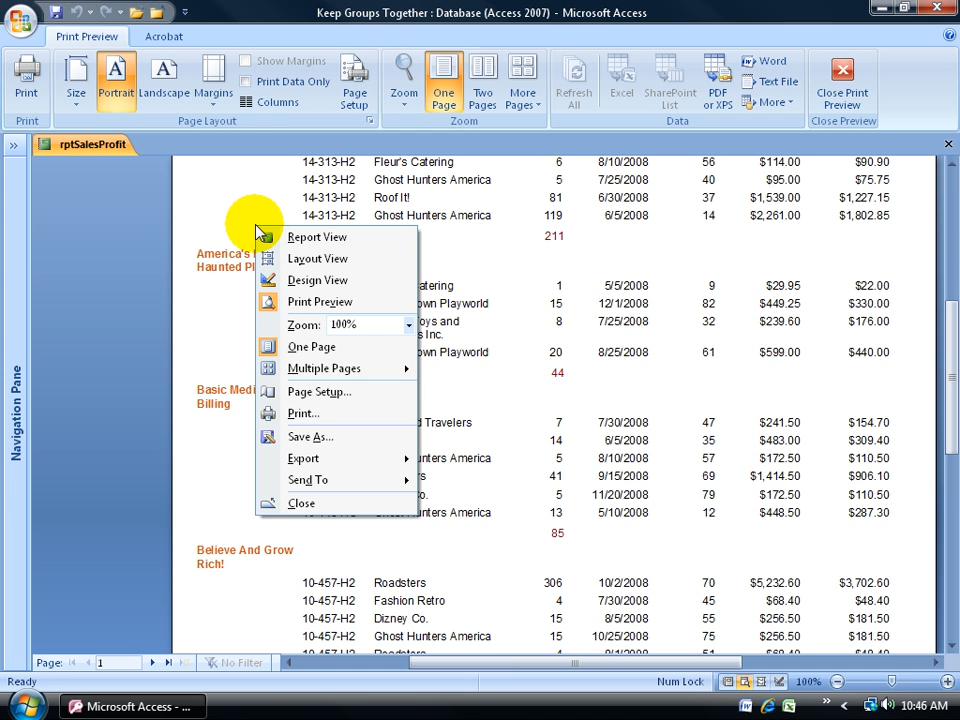 Keep Groups Together : Database (Access 2007) - Microsoft Access
Print Preview Acrobat
Print
Size
Portrait
Landscape
Margins
Show Margins
Print Data Only
Columns
Page Setup
Zoom
One Page
Two Pages
More Pages
Refresh All
Excel
SharePoint List
PDF or XPS
Word
Text File
More
Close Print Preview
Print Page Layout Zoom Data Close Preview
rptSalesProfit
Navigation Pane
14-313-H2 Fleur's Catering 6 8/10/2008 56 $114.00 $90.90
14-313-H2 Ghost Hunters America 5 7/25/2008 40 $95.00 $75.75
14-313-H2 Roof It! 81 6/30/2008 37 $1,539.00 $1,227.15
14-313-H2 Ghost Hunters America 119 6/5/2008 14 $2,261.00 $1,802.85
211
America's
Haunted Pl
atering 1 5/5/2008 9 $29.95 $22.00
own Playworld 15 12/1/2008 82 $449.25 $330.00
oys and 8 7/25/2008 32 $239.60 $176.00
s Inc.
own Playworld 20 8/25/2008 61 $599.00 $440.00
44
Basic Medi
Billing
d Travelers 7 7/30/2008 47 $241.50 $154.70
14 6/5/2008 35 $483.00 $309.40
unters America 5 8/10/2008 57 $172.50 $110.50
rs 41 9/15/2008 69 $1,414.50 $906.10
o. 5 11/20/2008 79 $172.50 $110.50
unters America 13 5/10/2008 12 $448.50 $287.30
85
Believe And Grow
Rich!
10-457-H2 Roadsters 306 10/2/2008 70 $5,232.60 $3,702.60
10-457-H2 Fashion Retro 4 7/30/2008 45 $68.40 $48.40
10-457-H2 Dizney Co. 15 8/5/2008 55 $256.50 $181.50
10-457-H2 Ghost Hunters America 15 10/25/2008 75 $256.50 $181.50
Report View
Layout View
Design View
Print Preview
Zoom: 100%
One Page
Multiple Pages
Page Setup...
Print...
Save As...
Export
Send To
Close
Page: 1 No Filter
Ready Num Lock 100%
Microsoft Access - ... 10:46 AM